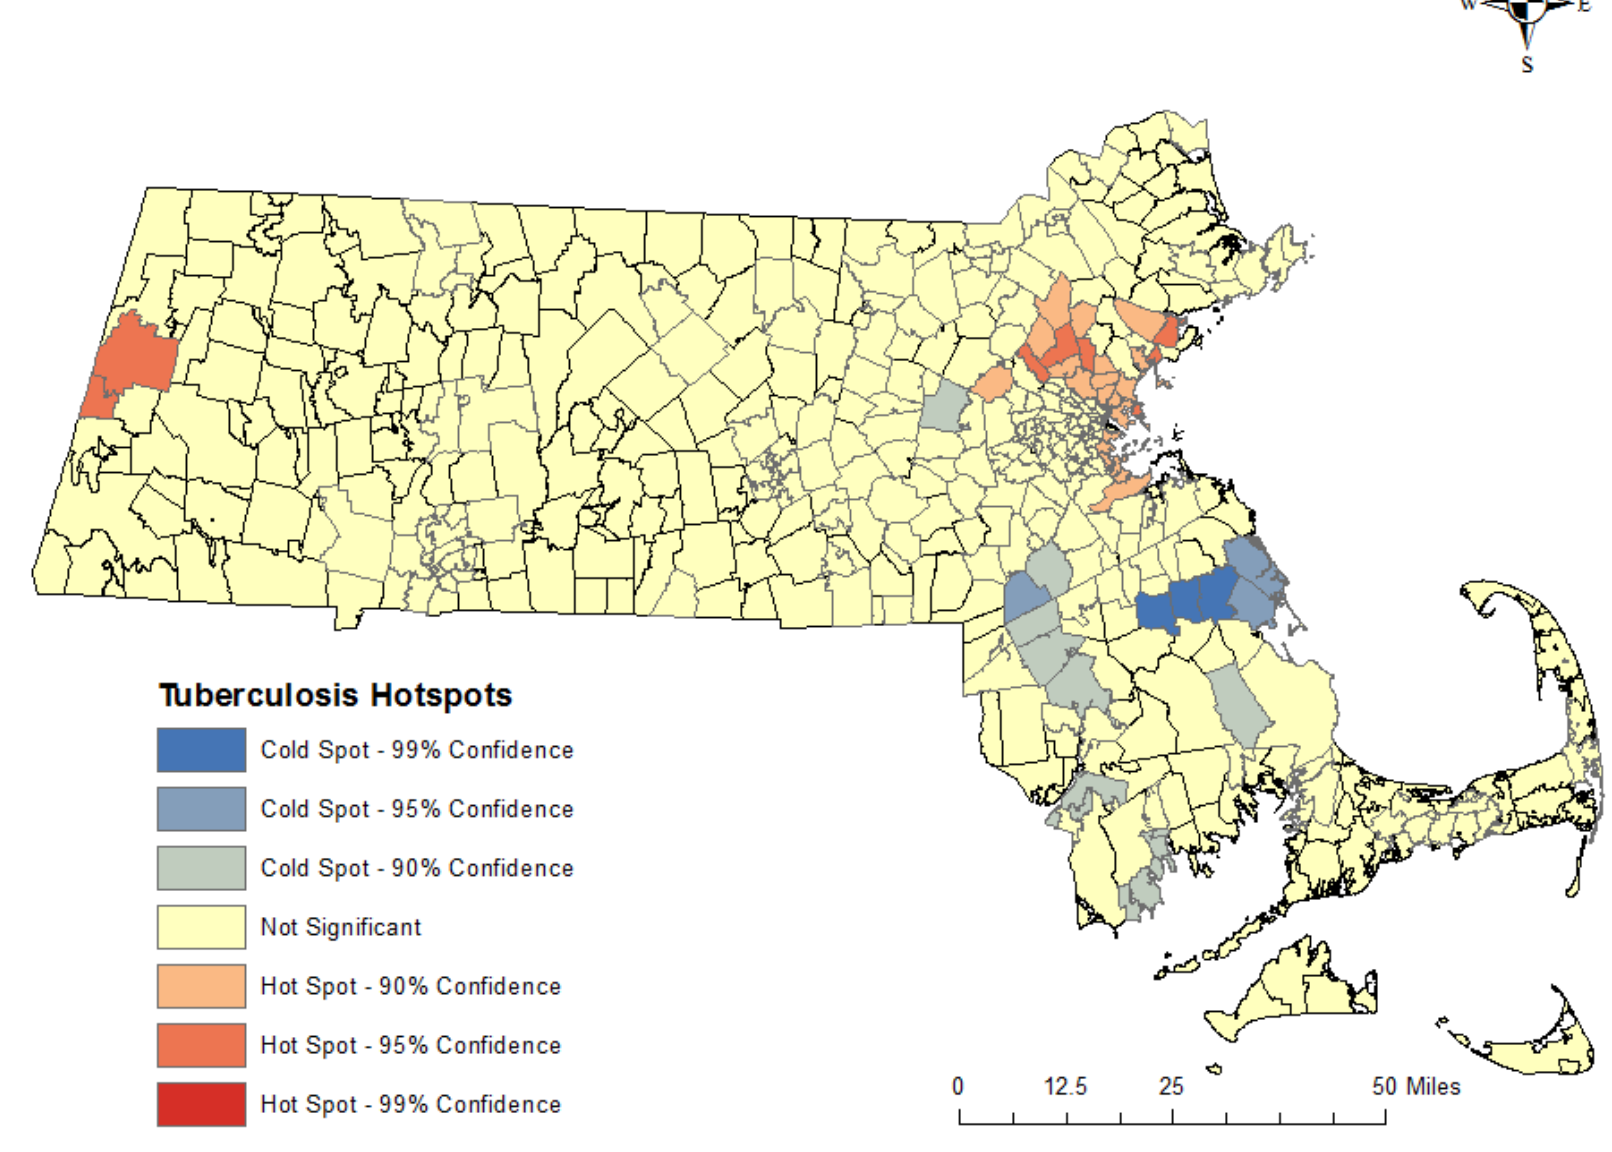 W E
S
Tuberculosis Hotspots
Cold Spot - 99% Confidence
Cold Spot - 95% Confidence
Cold Spot - 90% Confidence
Not Significant
Hot Spot - 90% Confidence
Hot Spot - 95% Confidence
Hot Spot - 99% Confidence
0 12.5 25 50 Miles